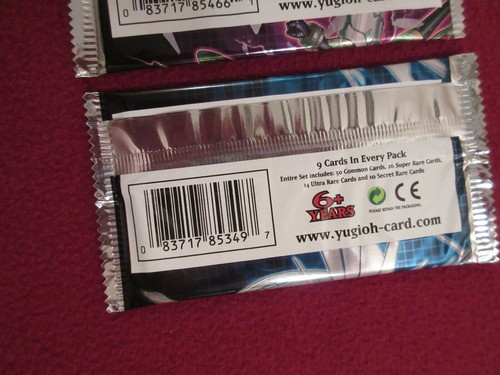 0 83717 85466 1
www.yugioh-card.com
9 Cards In Every Pack
Entire Set includes: 50 Common Cards, 26 Super Rare Cards,
14 Ultra Rare Cards and 10 Secret Rare Cards
6+
YEARS
CE
PLEASE RETAIN THE PACKAGING.
0 83717 85349 7
www.yugioh-card.com